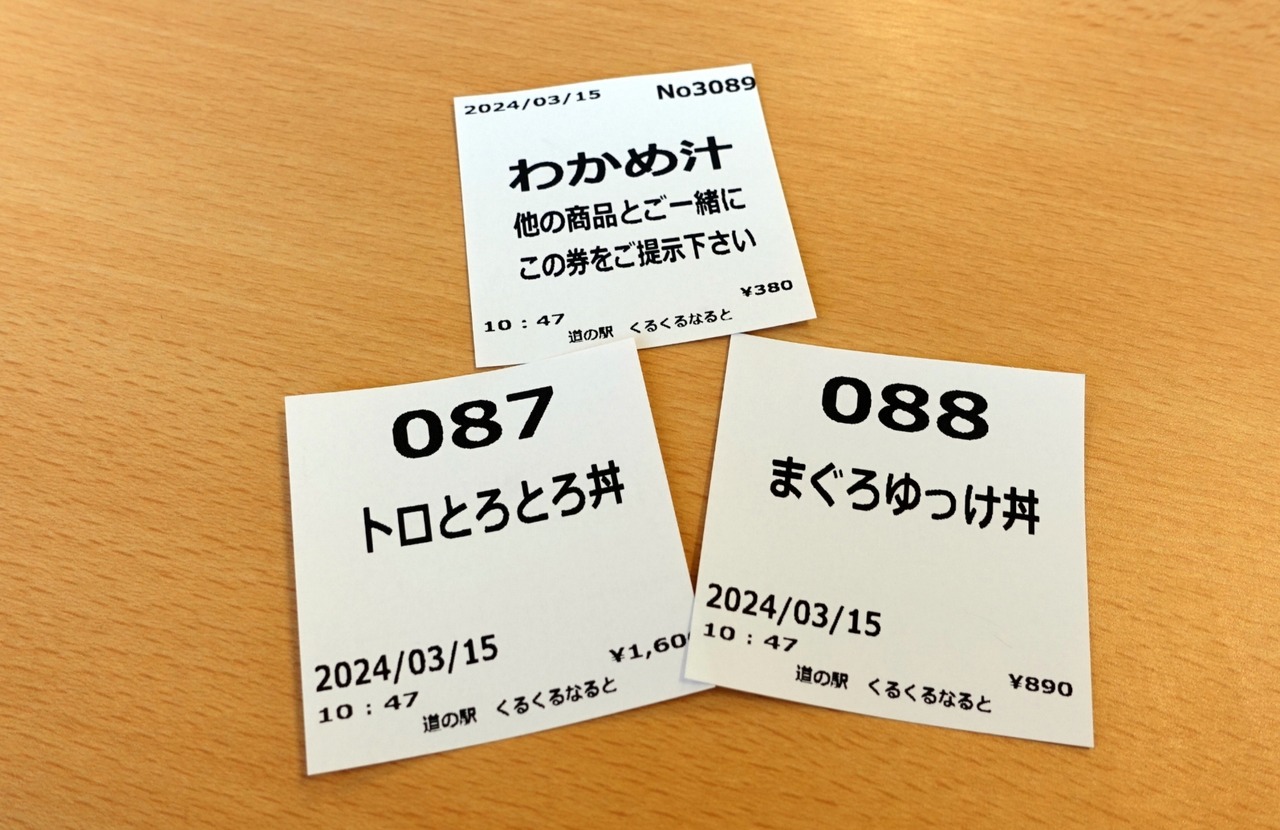 2024/03/15 No3089
わかめ汁
他の商品とご一緒に
この券をご提示下さい
¥380
10：47 道の駅 くるくるなると
087
トロとろとろ丼
2024/03/15
10：47 道の駅 くるくるなると
088
まぐろゆっけ丼
2024/03/15
10：47
道の駅 くるくるなると ¥890